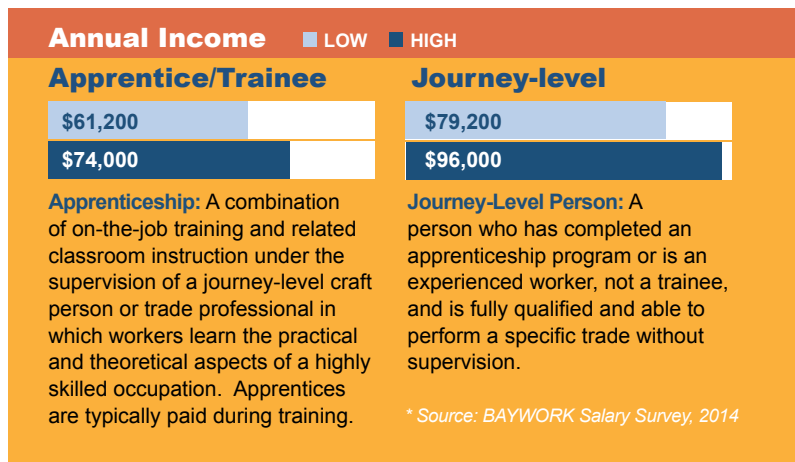 Annual Income LOW HIGH
Apprentice/Trainee
$61,200
$74,000
Apprenticeship: A combination
of on-the-job training and related
classroom instruction under the
supervision of a journey-level craft
person or trade professional in
which workers learn the practical
and theoretical aspects of a highly
skilled occupation.  Apprentices
are typically paid during training.
Journey-level
$79,200
$96,000
Journey-Level Person: A
person who has completed an
apprenticeship program or is an
experienced worker, not a trainee,
and is fully qualified and able to
perform a specific trade without
supervision.
* Source: BAYWORK Salary Survey, 2014